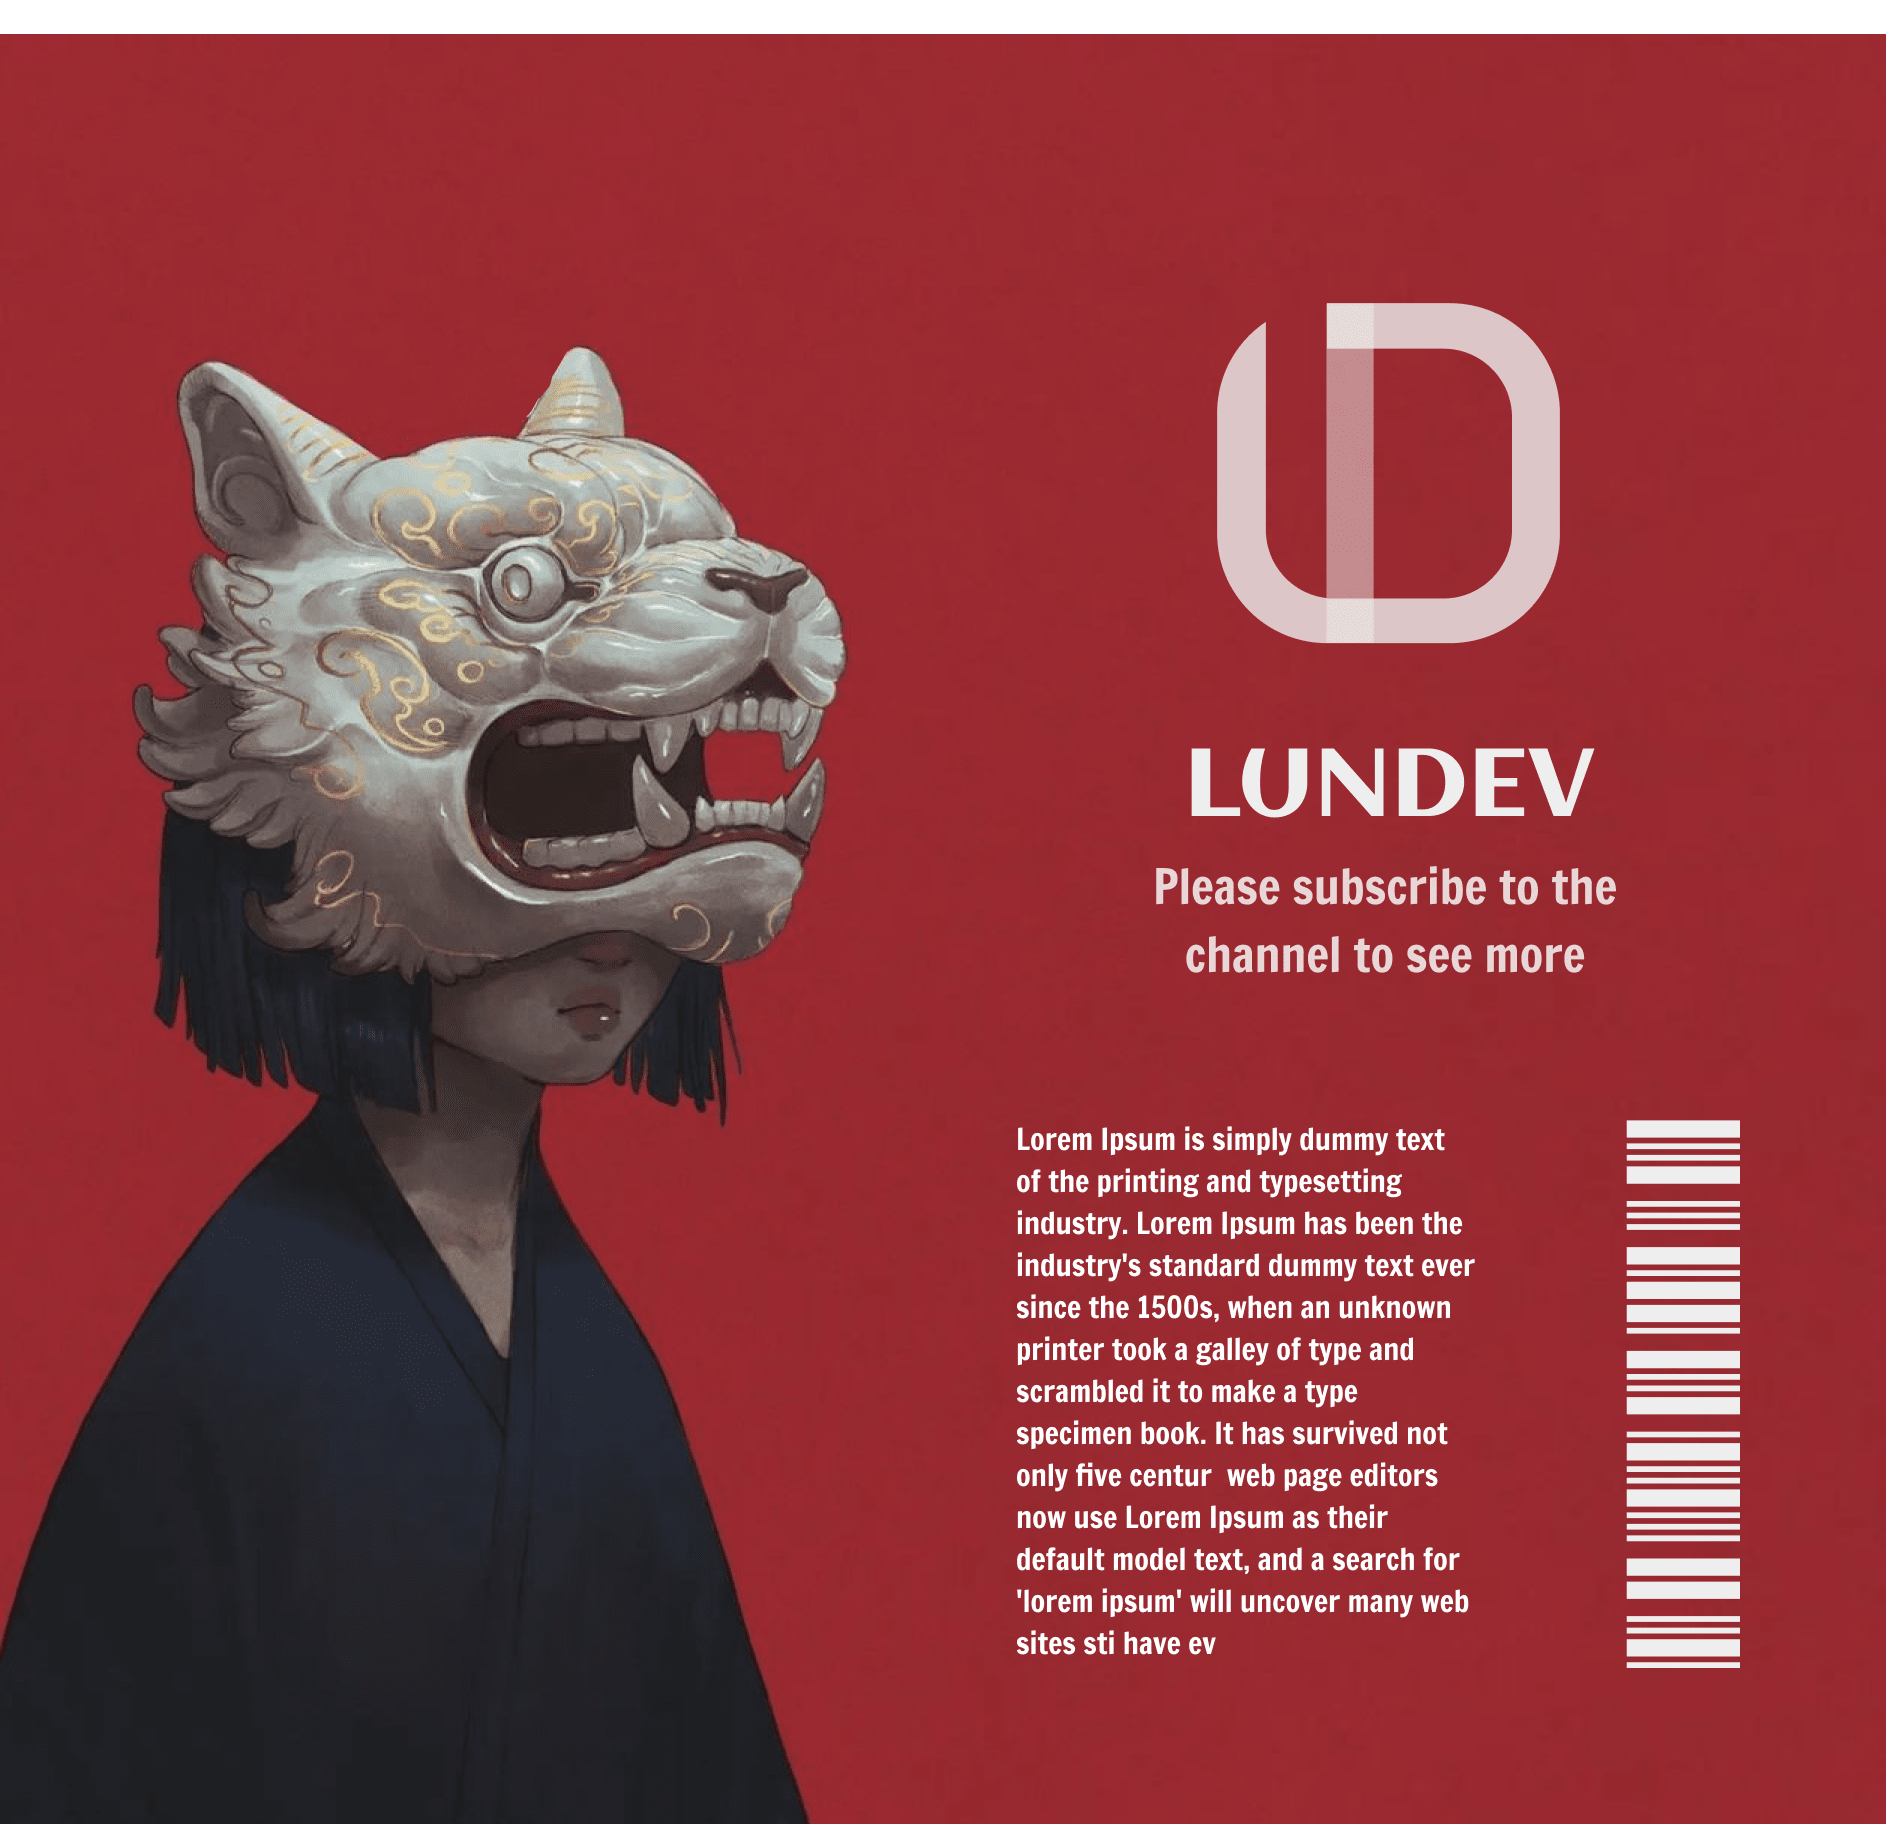 LUNDEV
Please subscribe to the
channel to see more
Lorem Ipsum is simply dummy text
of the printing and typesetting
industry. Lorem Ipsum has been the
industry's standard dummy text ever
since the 1500s, when an unknown
printer took a galley of type and
scrambled it to make a type
specimen book. It has survived not
only five centur  web page editors
now use Lorem Ipsum as their
default model text, and a search for
'lorem ipsum' will uncover many web
sites sti have ev